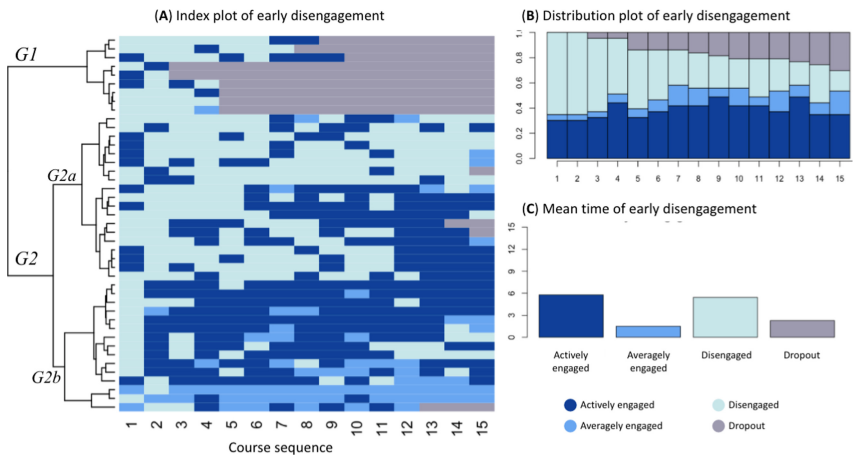 (A) Index plot of early disengagement
G1
G2a
G2
G2b
1 2 3 4 5 6 7 8 9 10 11 12 13 14 15
Course sequence
(B) Distribution plot of early disengagement
0.8
0.6
0.4
0.2
0.0
1 2 3 4 5 6 7 8 9 10 11 12 13 14 15
(C) Mean time of early disengagement
15
12
9
6
3
0
Actively engaged
Averagely engaged
Disengaged
Dropout
Actively engaged
Disengaged
Averagely engaged
Dropout